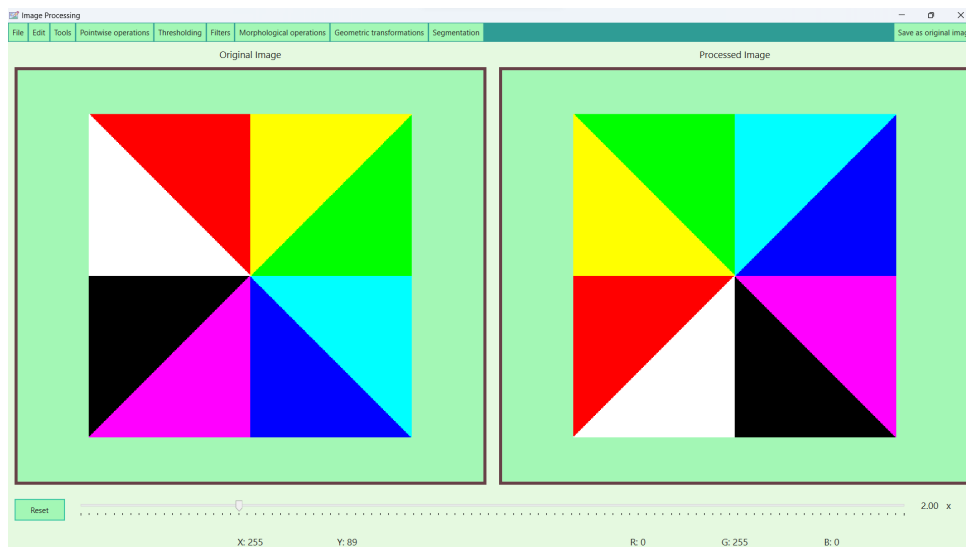 Image Processing
File Edit Tools Pointwise operations Thresholding Filters Morphological operations Geometric transformations Segmentation Save as original imag
Original Image Processed Image
Reset 2.00 x
X: 255 Y: 89 R: 0 G: 255 B: 0